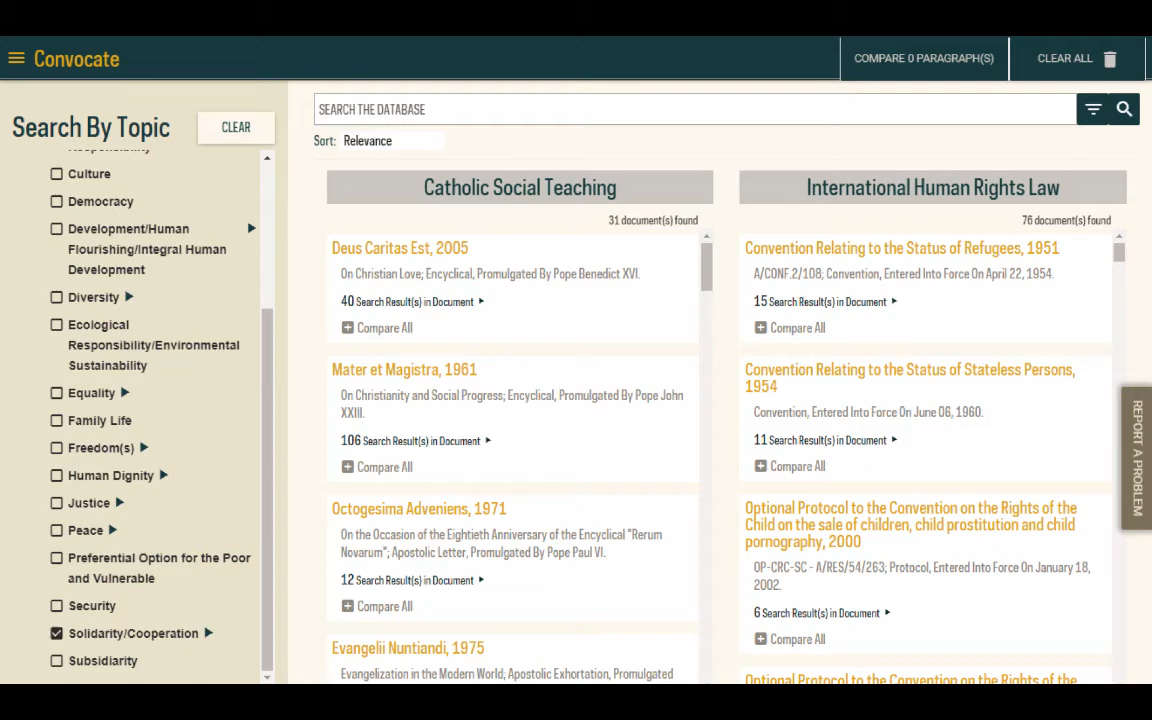 Convocate
COMPARE 0 PARAGRAPH(S)
CLEAR ALL
Search By Topic
CLEAR
Responsibility
Culture
Democracy
Development/Human
Flourishing/Integral Human
Development
Diversity
Ecological
Responsibility/Environmental
Sustainability
Equality
Family Life
Freedom(s)
Human Dignity
Justice
Peace
Preferential Option for the Poor
and Vulnerable
Security
Solidarity/Cooperation
Subsidiarity
SEARCH THE DATABASE
Sort: Relevance
Catholic Social Teaching
31 document(s) found
Deus Caritas Est, 2005
On Christian Love; Encyclical, Promulgated By Pope Benedict XVI.
40 Search Result(s) in Document
Compare All
Mater et Magistra, 1961
On Christianity and Social Progress; Encyclical, Promulgated By Pope John
XXIII.
106 Search Result(s) in Document
Compare All
Octogesima Adveniens, 1971
On the Occasion of the Eightieth Anniversary of the Encyclical "Rerum
Novarum"; Apostolic Letter, Promulgated By Pope Paul VI.
12 Search Result(s) in Document
Compare All
Evangelii Nuntiandi, 1975
Evangelization in the Modern World; Apostolic Exhortation, Promulgated
International Human Rights Law
76 document(s) found
Convention Relating to the Status of Refugees, 1951
A/CONF.2/108; Convention, Entered Into Force On April 22, 1954.
15 Search Result(s) in Document
Compare All
Convention Relating to the Status of Stateless Persons,
1954
Convention, Entered Into Force On June 06, 1960.
11 Search Result(s) in Document
Compare All
Optional Protocol to the Convention on the Rights of the
Child on the sale of children, child prostitution and child
pornography, 2000
OP-CRC-SC - A/RES/54/263; Protocol, Entered Into Force On January 18,
2002.
6 Search Result(s) in Document
Compare All
Optional Protocol to the Convention on the Rights of the
REPORT A PROBLEM